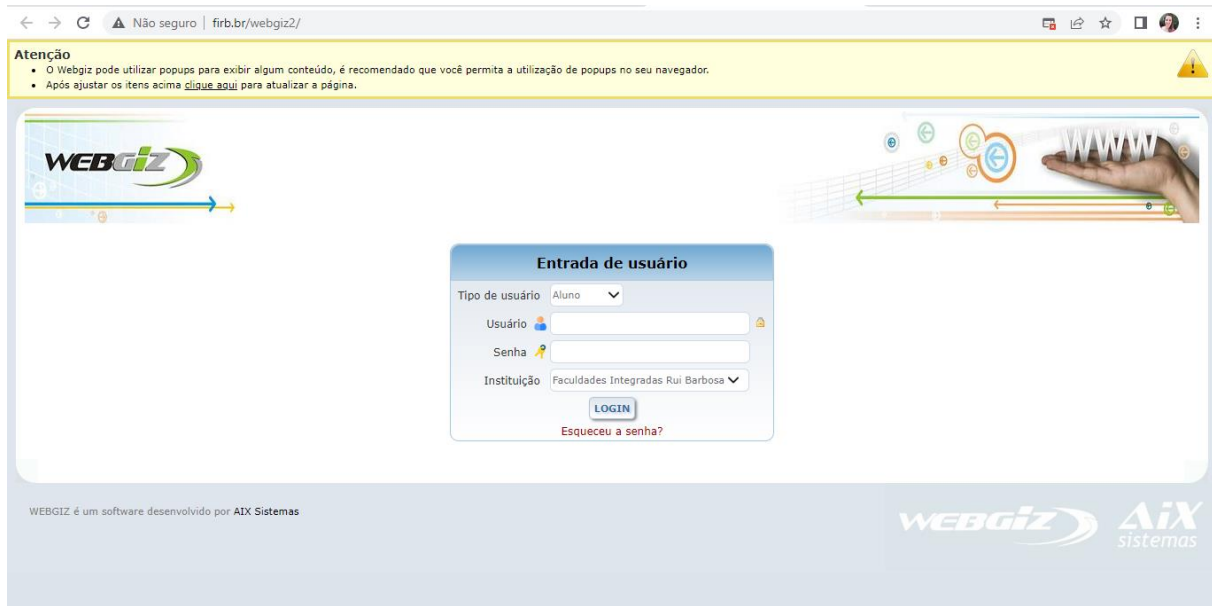 Não seguro | firb.br/webgiz2/
Atenção
• O Webgiz pode utilizar popups para exibir algum conteúdo, é recomendado que você permita a utilização de popups no seu navegador.
• Após ajustar os itens acima clique aqui para atualizar a página.
WEBGIZ
WWW
Entrada de usuário
Tipo de usuário Aluno
Usuário
Senha
Instituição Faculdades Integradas Rui Barbosa
LOGIN
Esqueceu a senha?
WEBGIZ é um software desenvolvido por AIX Sistemas
WEBGIZ AiX
sistemas